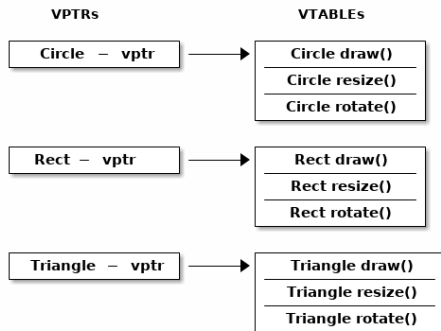 VPTRs
VTABLEs
Circle – vptr
Circle draw()
Circle resize()
Circle rotate()
Rect – vptr
Rect draw()
Rect resize()
Rect rotate()
Triangle – vptr
Triangle draw()
Triangle resize()
Triangle rotate()